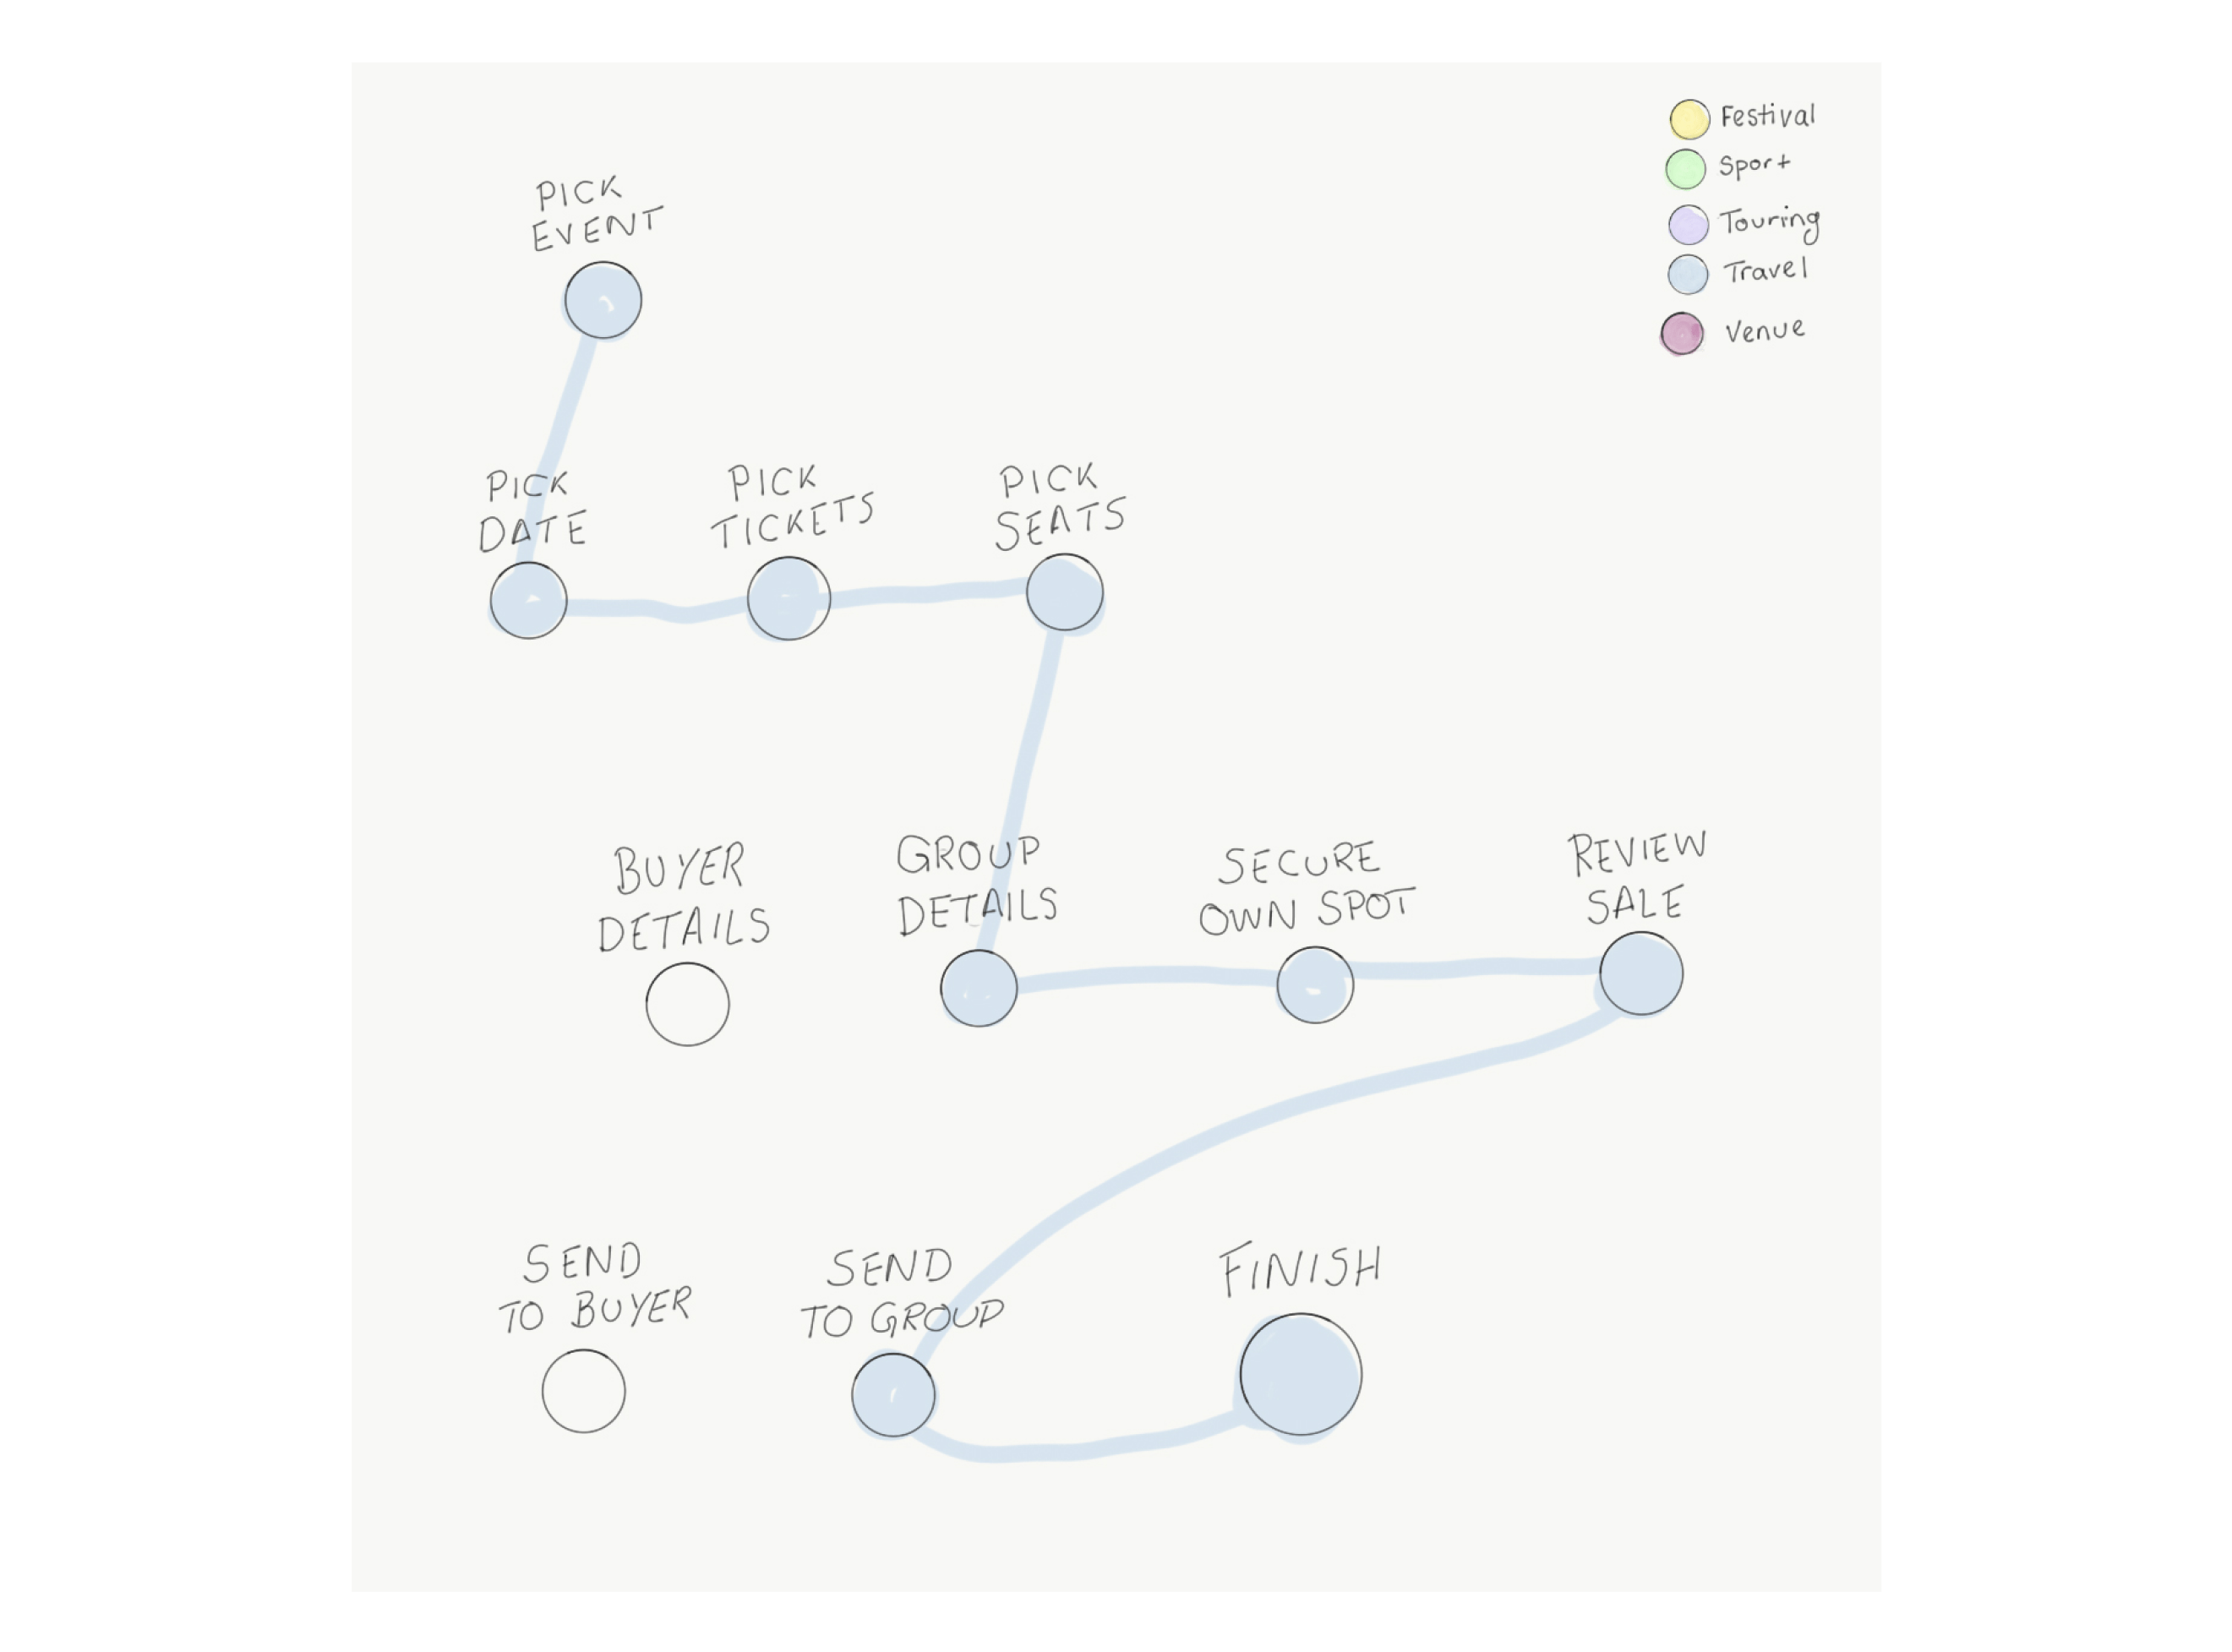 Festival
Sport
Touring
Travel
Venue
PICK
EVENT
PICK
DATE
PICK
TICKETS
PICK
SEATS
BUYER
DETAILS
GROUP
DETAILS
SECURE
OWN SPOT
REVIEW
SALE
SEND
TO BUYER
SEND
TO GROUP
FINISH